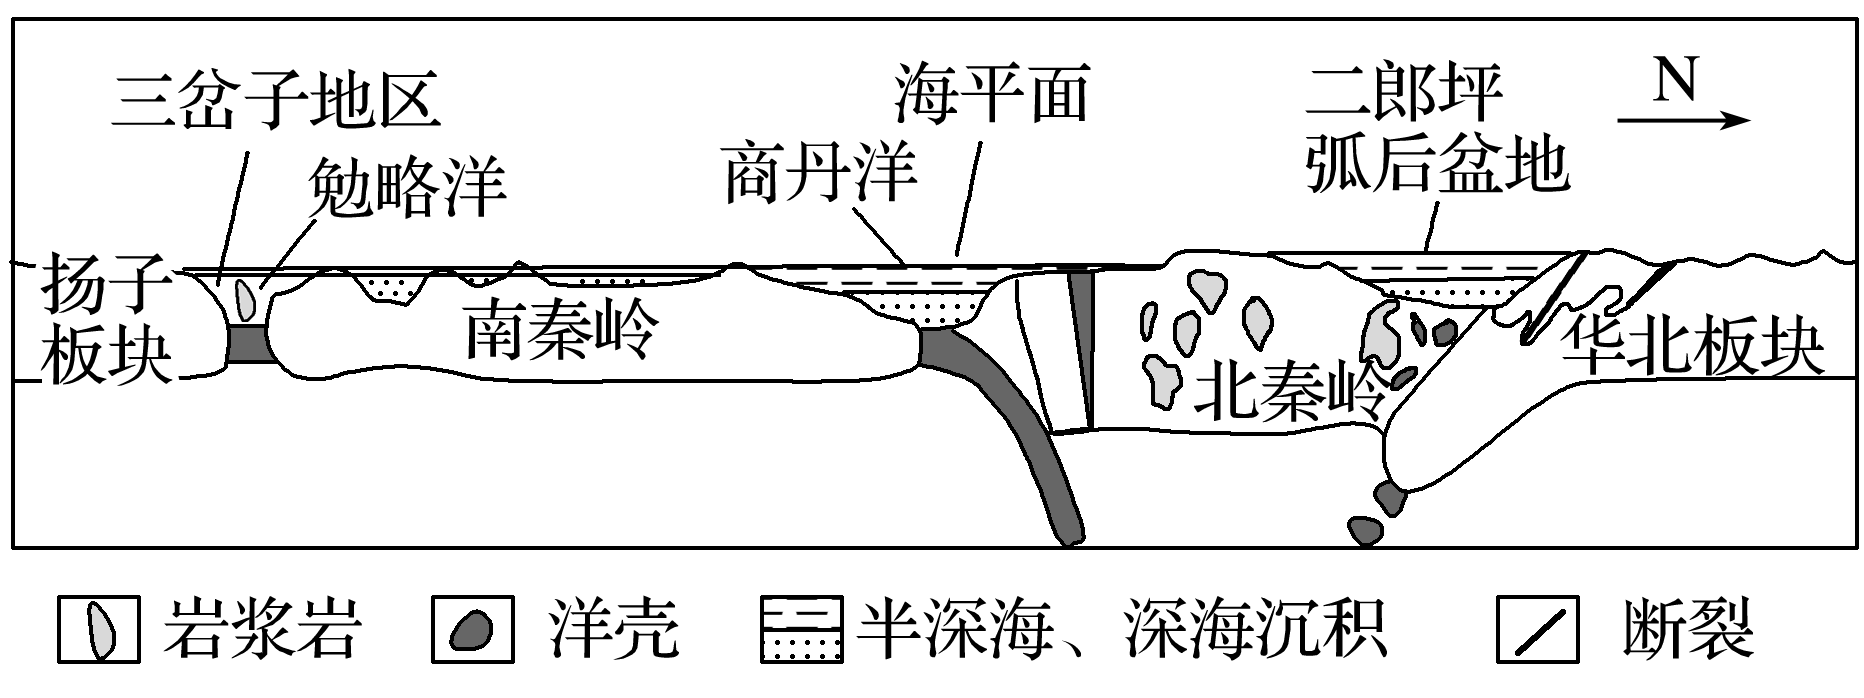 三岔子地区
勉略洋
商丹洋
海平面
二郎坪
弧后盆地
N
扬子
板块
南秦岭
北秦岭
华北板块
岩浆岩
洋壳
半深海、深海沉积
断裂